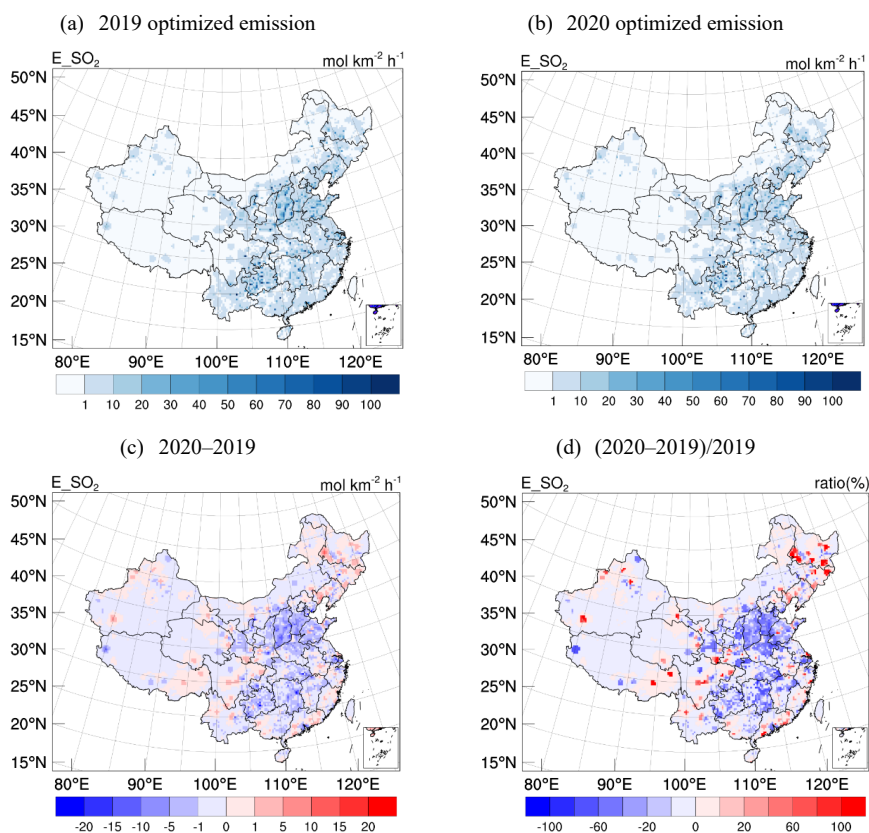 (a) 2019 optimized emission
(b) 2020 optimized emission
E_SO₂ mol km⁻² h⁻¹
50°N
45°N
40°N
35°N
30°N
25°N
20°N
15°N
80°E 90°E 100°E 110°E 120°E
1 10 20 30 40 50 60 70 80 90 100
E_SO₂ mol km⁻² h⁻¹
50°N
45°N
40°N
35°N
30°N
25°N
20°N
15°N
80°E 90°E 100°E 110°E 120°E
1 10 20 30 40 50 60 70 80 90 100
(c) 2020–2019
(d) (2020–2019)/2019
E_SO₂ mol km⁻² h⁻¹
50°N
45°N
40°N
35°N
30°N
25°N
20°N
15°N
80°E 90°E 100°E 110°E 120°E
-20 -15 -10 -5 -1 0 1 5 10 15 20
E_SO₂ ratio(%)
50°N
45°N
40°N
35°N
30°N
25°N
20°N
15°N
80°E 90°E 100°E 110°E 120°E
-100 -60 -20 0 20 60 100